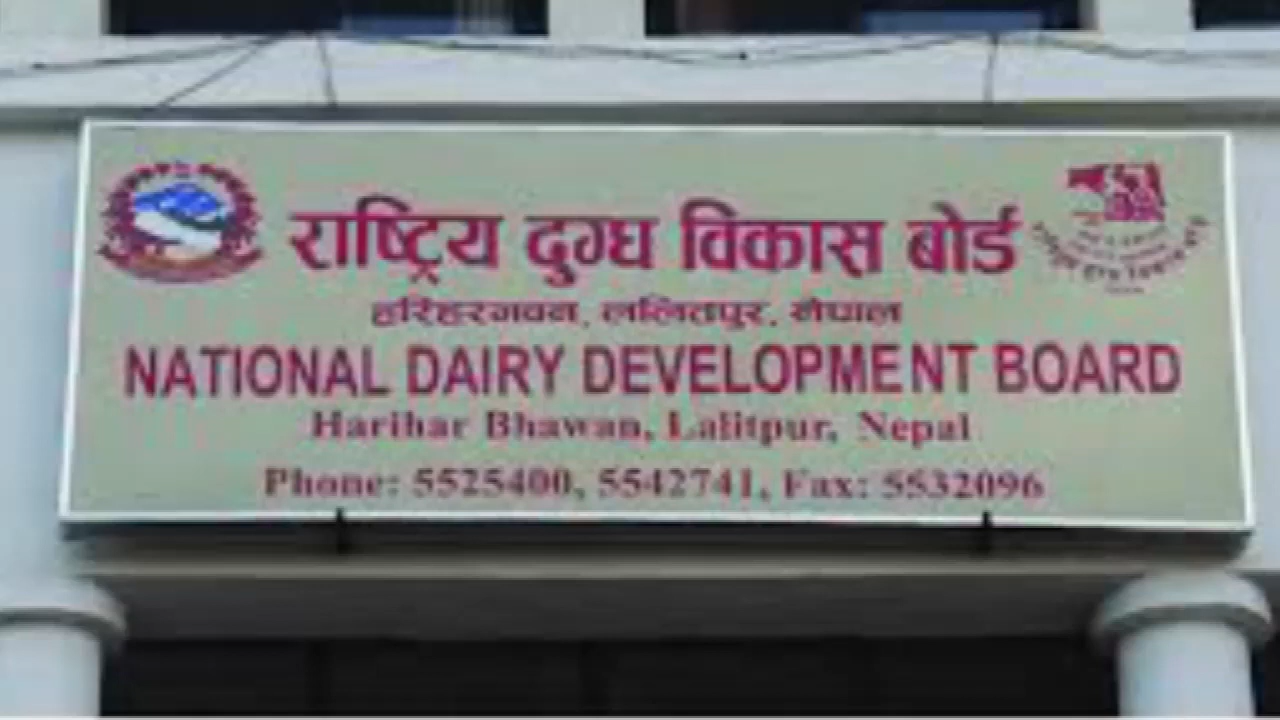 राष्ट्रिय दुग्ध विकास बोर्ड
हरिहरभवन, ललितपुर, नेपाल
NATIONAL DAIRY DEVELOPMENT BOARD
Harihar Bhawan, Lalitpur, Nepal
Phone: 5525400, 5542741, Fax: 5532096